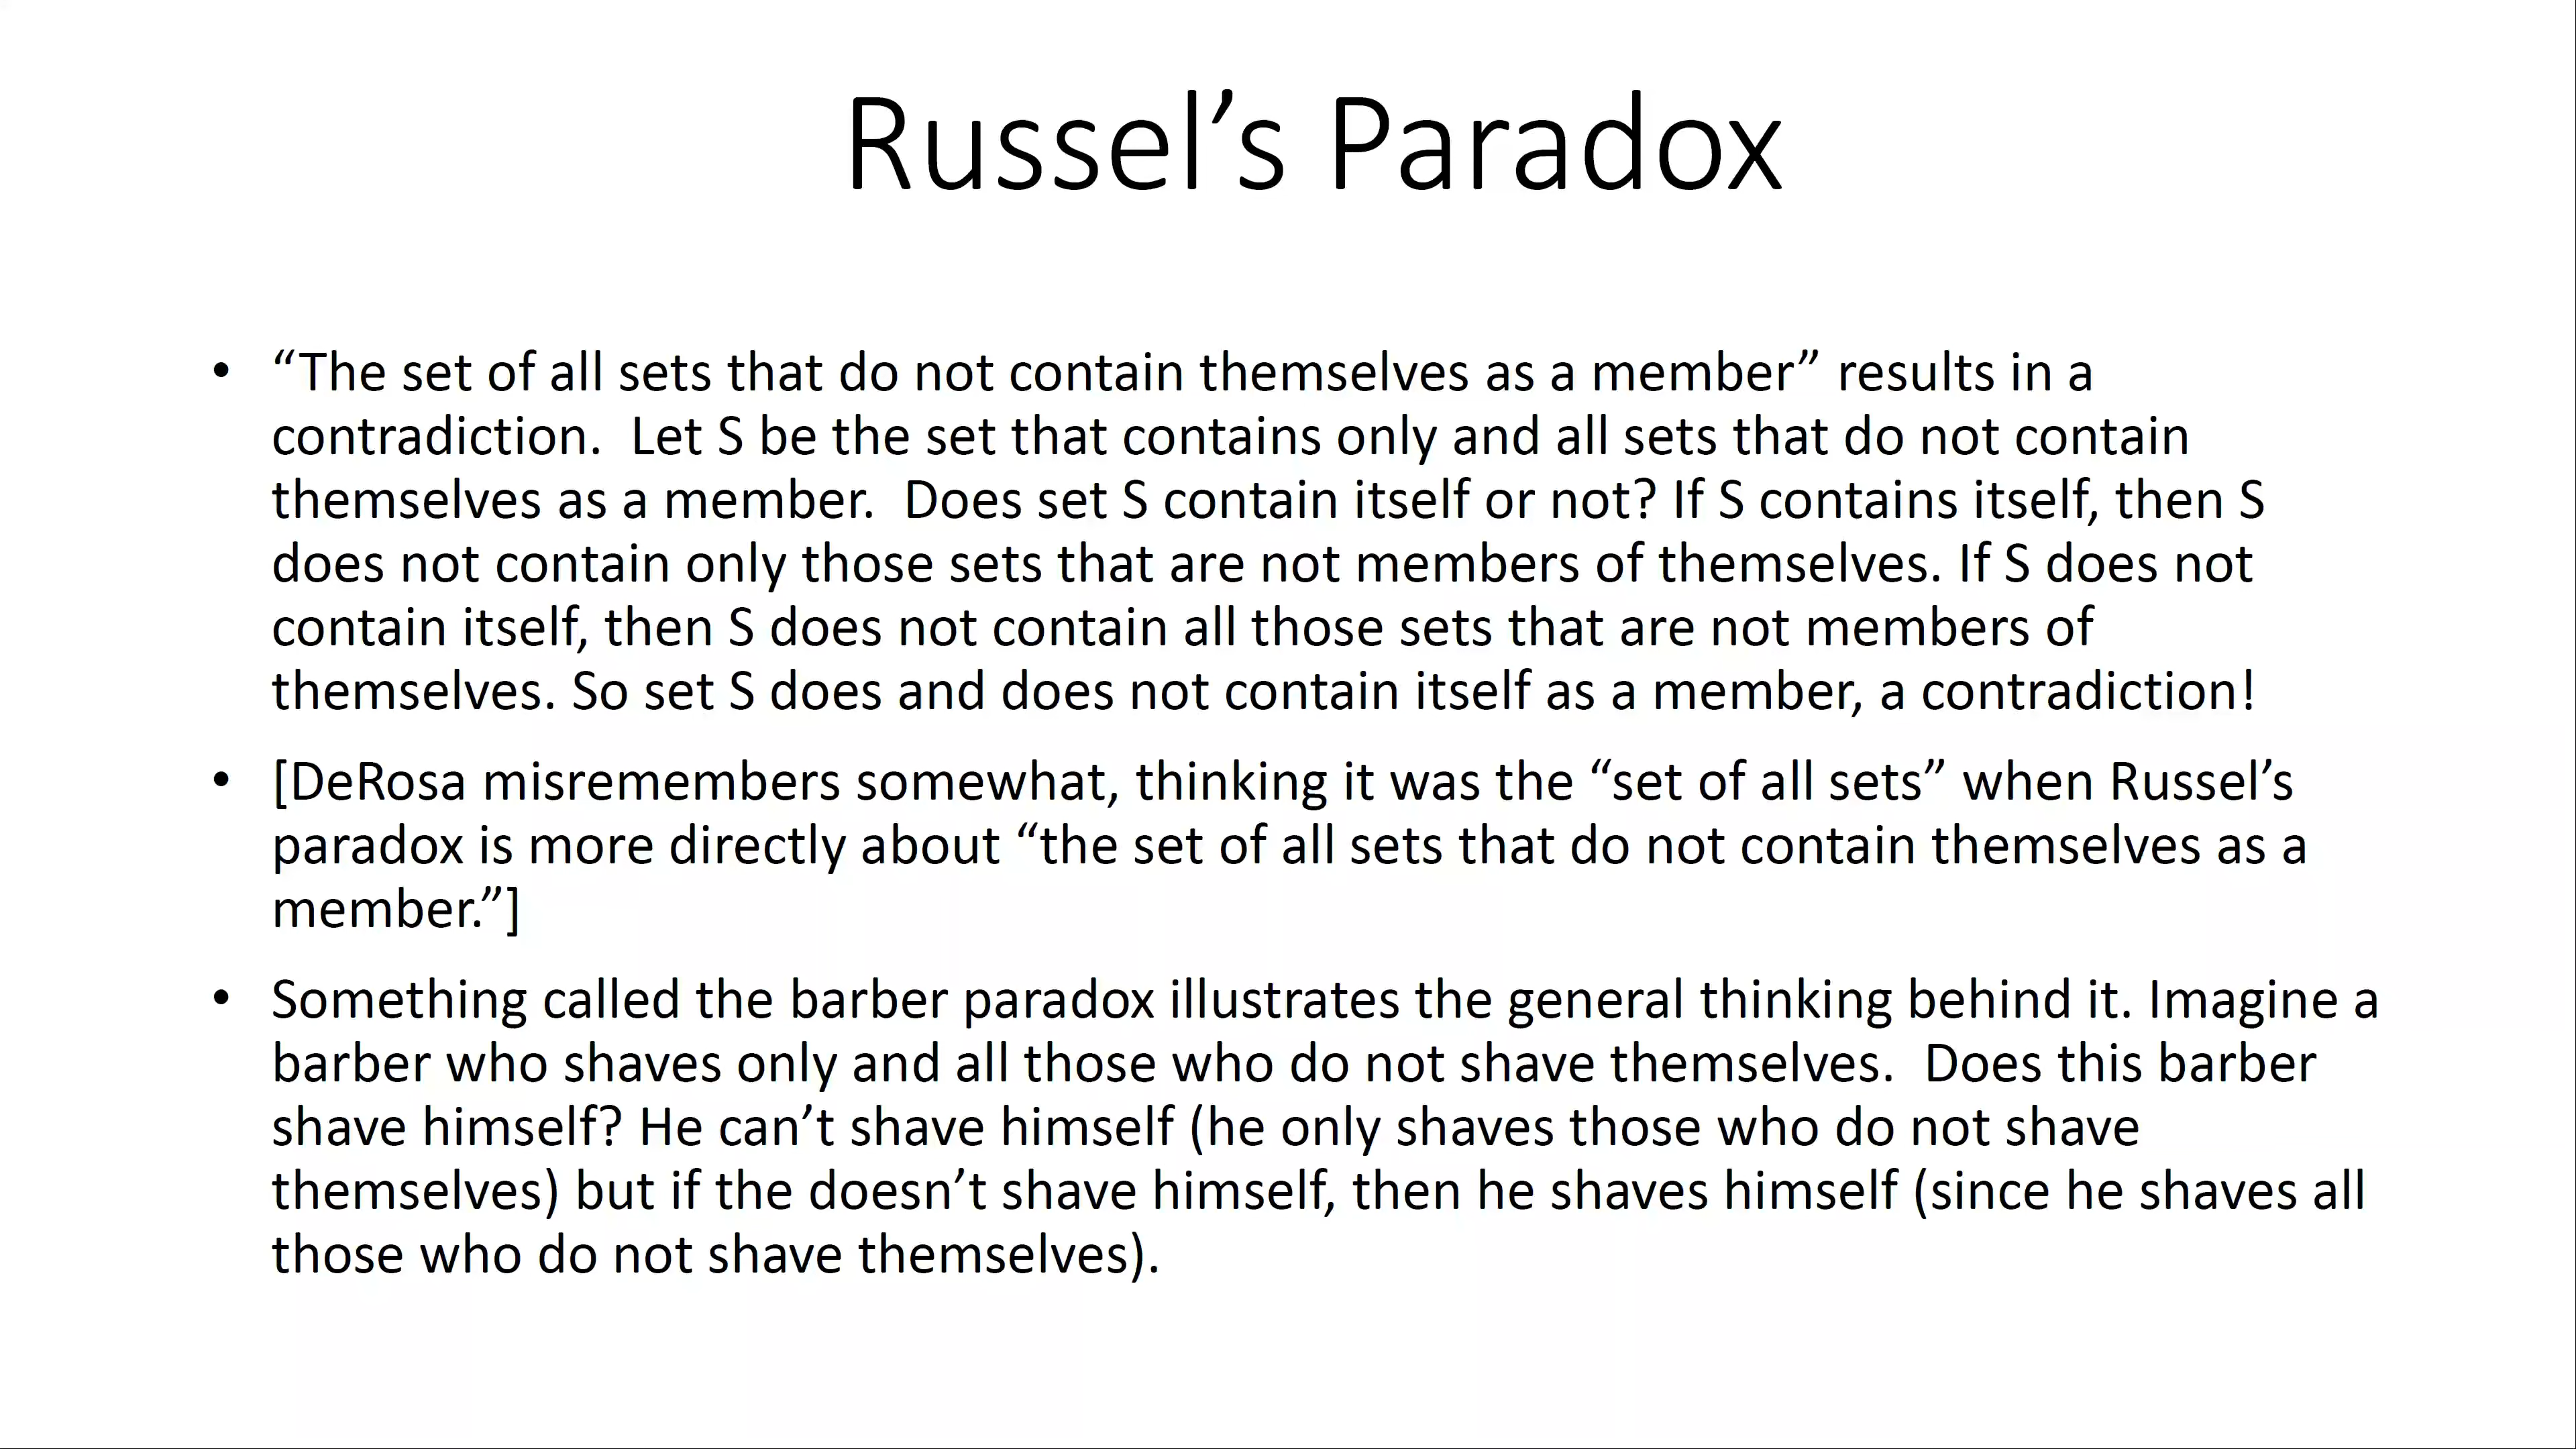 Russel’s Paradox
• “The set of all sets that do not contain themselves as a member” results in a
contradiction.  Let S be the set that contains only and all sets that do not contain
themselves as a member.  Does set S contain itself or not? If S contains itself, then S
does not contain only those sets that are not members of themselves. If S does not
contain itself, then S does not contain all those sets that are not members of
themselves. So set S does and does not contain itself as a member, a contradiction!
• [DeRosa misremembers somewhat, thinking it was the “set of all sets” when Russel’s
paradox is more directly about “the set of all sets that do not contain themselves as a
member.”]
• Something called the barber paradox illustrates the general thinking behind it. Imagine a
barber who shaves only and all those who do not shave themselves.  Does this barber
shave himself? He can’t shave himself (he only shaves those who do not shave
themselves) but if the doesn’t shave himself, then he shaves himself (since he shaves all
those who do not shave themselves).